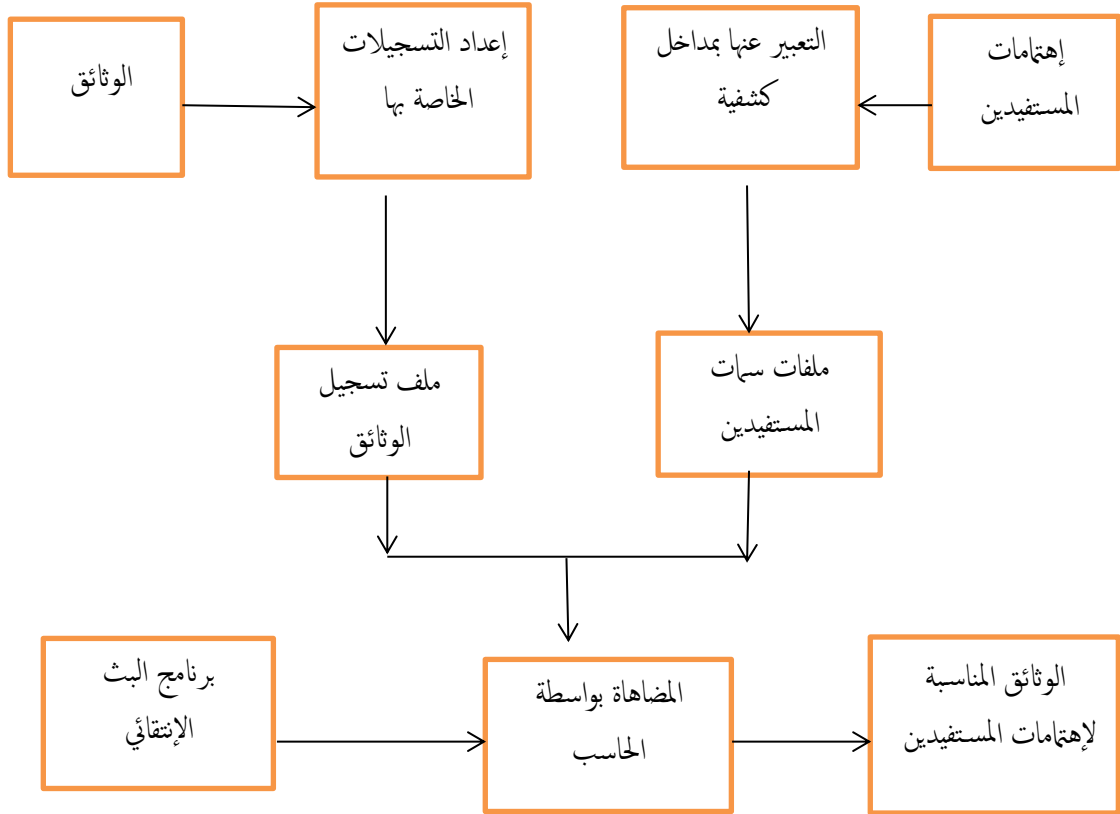 إهتمامات
المستفيدين
التعبير عنها بمداخل
كشفية
إعداد التسجيلات
الخاصة بها
الوثائق
ملفات سمات
المستفيدين
ملف تسجيل
الوثائق
الوثائق المناسبة
لإهتمامات المستفيدين
المضاهاة بواسطة
الحاسب
برنامج البث
الإنتقائي